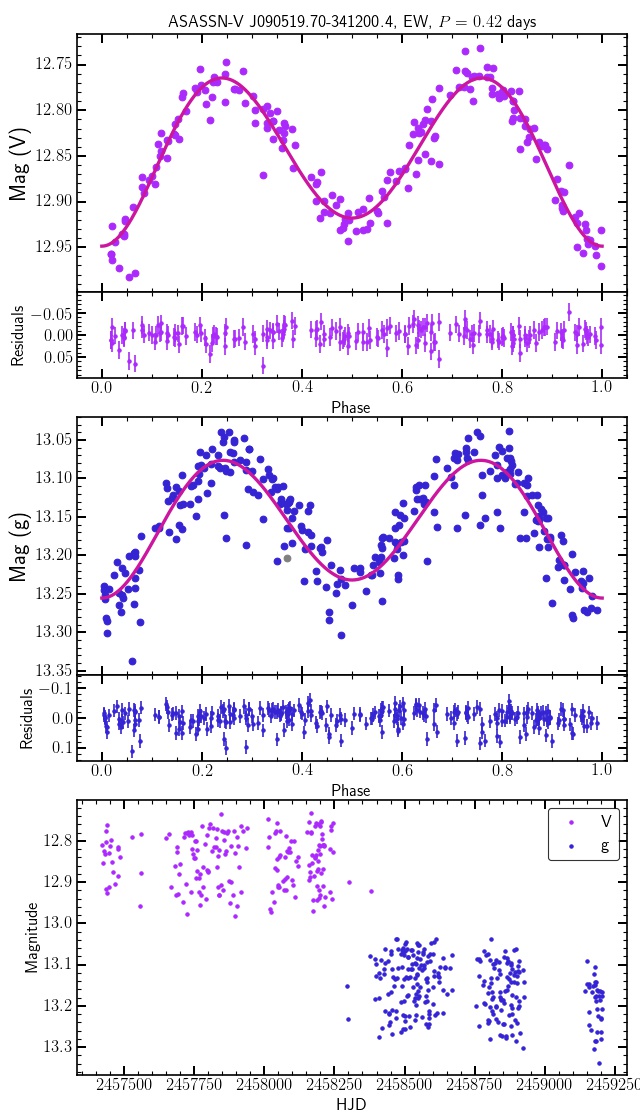 ASASSN-V J090519.70-341200.4, EW, P = 0.42 days
12.75
12.80
12.85
12.90
12.95
Mag (V)
−0.05
0.00
0.05
Residuals
0.0 0.2 0.4 0.6 0.8 1.0
Phase
13.05
13.10
13.15
13.20
13.25
13.30
13.35
Mag (g)
−0.1
0.0
0.1
Residuals
0.0 0.2 0.4 0.6 0.8 1.0
Phase
V
g
12.8
12.9
13.0
13.1
13.2
13.3
Magnitude
2457500 2457750 2458000 2458250 2458500 2458750 2459000 2459250
HJD